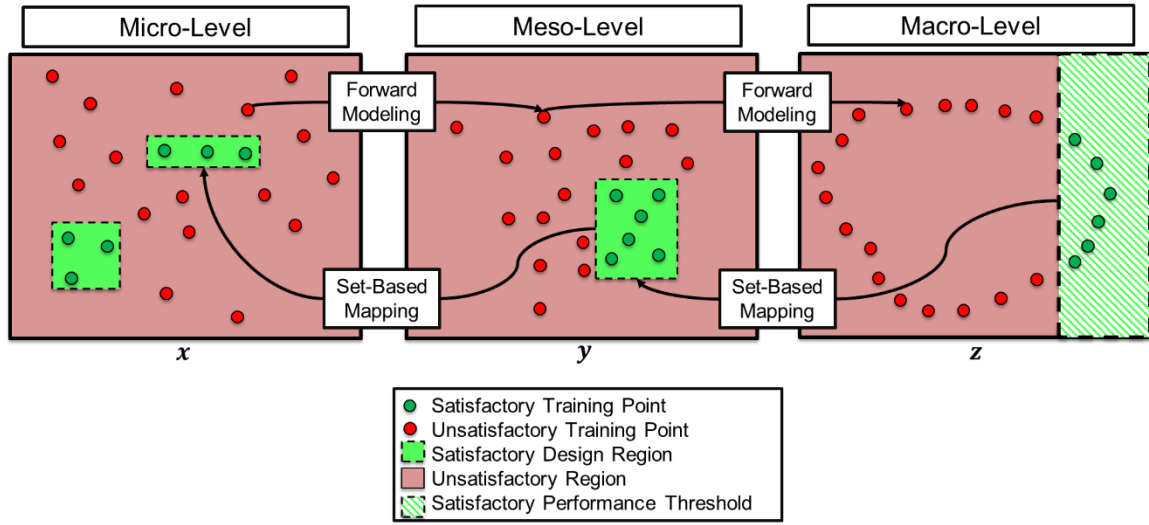 Micro-Level
Meso-Level
Macro-Level
Forward
Modeling
Forward
Modeling
Set-Based
Mapping
Set-Based
Mapping
x
y
z
Satisfactory Training Point
Unsatisfactory Training Point
Satisfactory Design Region
Unsatisfactory Region
Satisfactory Performance Threshold